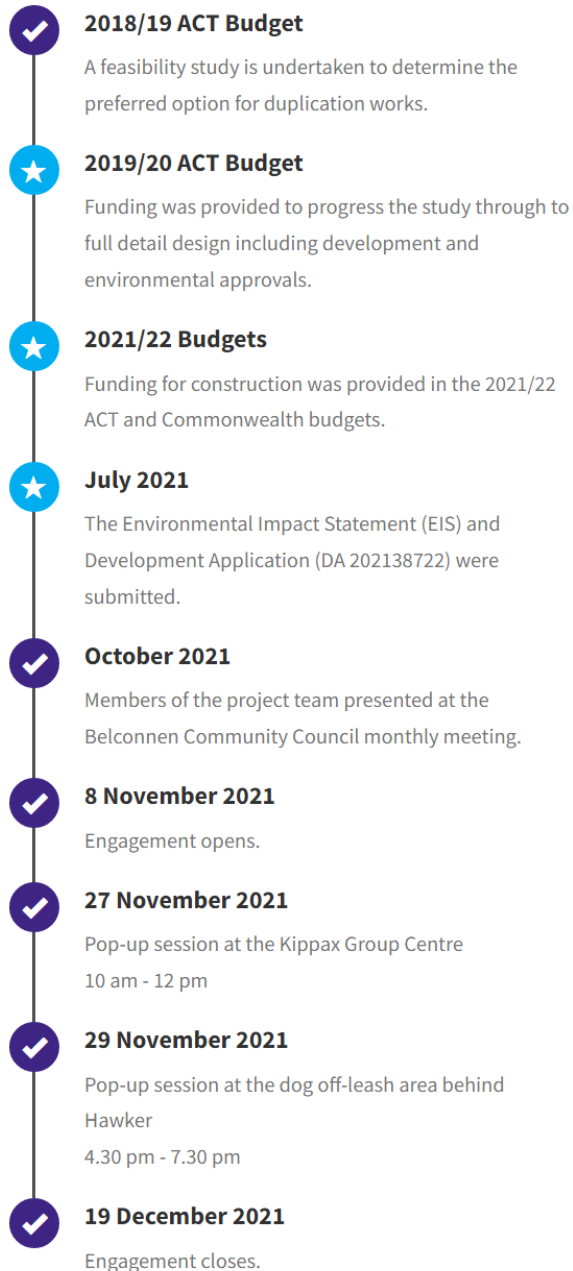 2018/19 ACT Budget
A feasibility study is undertaken to determine the
preferred option for duplication works.
2019/20 ACT Budget
Funding was provided to progress the study through to
full detail design including development and
environmental approvals.
2021/22 Budgets
Funding for construction was provided in the 2021/22
ACT and Commonwealth budgets.
July 2021
The Environmental Impact Statement (EIS) and
Development Application (DA 202138722) were
submitted.
October 2021
Members of the project team presented at the
Belconnen Community Council monthly meeting.
8 November 2021
Engagement opens.
27 November 2021
Pop-up session at the Kippax Group Centre
10 am - 12 pm
29 November 2021
Pop-up session at the dog off-leash area behind
Hawker
4.30 pm - 7.30 pm
19 December 2021
Engagement closes.